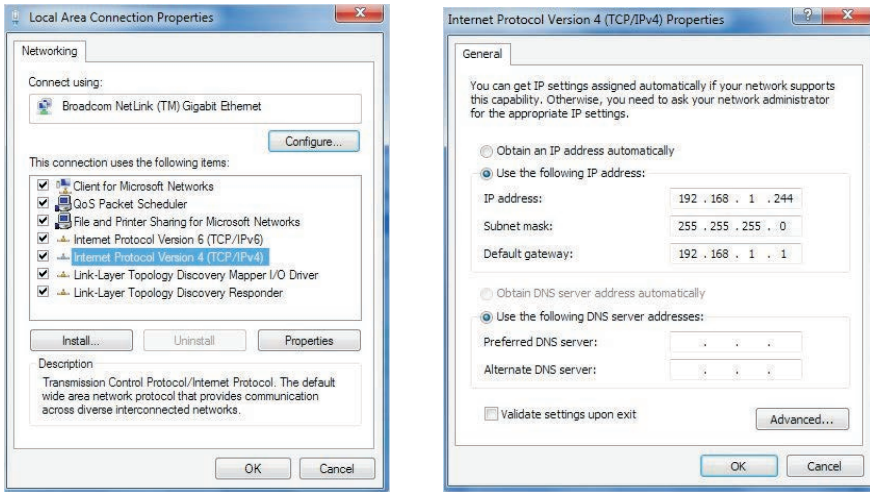 Local Area Connection Properties
Networking
Connect using:
Broadcom NetLink (TM) Gigabit Ethernet
Configure...
This connection uses the following items:
Client for Microsoft Networks
QoS Packet Scheduler
File and Printer Sharing for Microsoft Networks
Internet Protocol Version 6 (TCP/IPv6)
Internet Protocol Version 4 (TCP/IPv4)
Link-Layer Topology Discovery Mapper I/O Driver
Link-Layer Topology Discovery Responder
Install...
Uninstall
Properties
Description
Transmission Control Protocol/Internet Protocol. The default
wide area network protocol that provides communication
across diverse interconnected networks.
OK
Cancel
Internet Protocol Version 4 (TCP/IPv4) Properties
General
You can get IP settings assigned automatically if your network supports
this capability. Otherwise, you need to ask your network administrator
for the appropriate IP settings.
Obtain an IP address automatically
Use the following IP address:
IP address: 192 . 168 . 1 . 244
Subnet mask: 255 . 255 . 255 . 0
Default gateway: 192 . 168 . 1 . 1
Obtain DNS server address automatically
Use the following DNS server addresses:
Preferred DNS server: . . .
Alternate DNS server: . . .
Validate settings upon exit
Advanced...
OK
Cancel